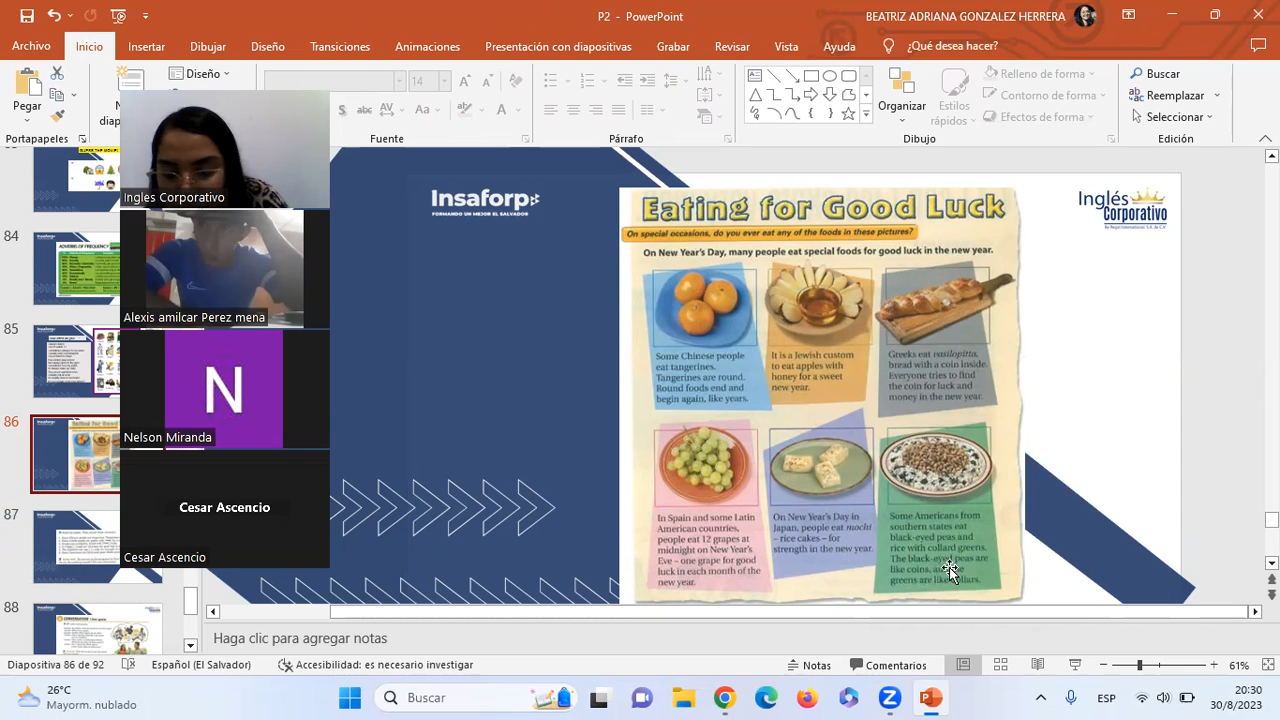 P2 - PowerPoint
BEATRIZ ADRIANA GONZALEZ HERRERA
Archivo
Inicio
Insertar
Dibujar
Diseño
Transiciones
Animaciones
Presentación con diapositivas
Grabar
Revisar
Vista
Ayuda
¿Qué desea hacer?
Pegar
Portapapeles
Diseño
14
Fuente
Párrafo
Organizar
Estilos
rápidos
Relleno de forma
Contorno de forma
Efectos de forma
Dibujo
Buscar
Reemplazar
Seleccionar
Edición
Ingles Corporativo
Alexis amilcar Perez mena
N
Nelson Miranda
Cesar Ascencio
Cesar Ascencio
84
85
86
87
88
Insaforp
FORMANDO UN MEJOR EL SALVADOR
Inglés
Corporativo
Eating for Good Luck
On special occasions, do you ever eat any of the foods in these pictures?
On New Year's Day, many people eat special foods for good luck in the new year.
Some Chinese people
eat tangerines.
Tangerines are round.
Round foods end and
begin again, like years.
It is a Jewish custom
to eat apples with
honey for a sweet
new year.
Greeks eat vasilopitta,
bread with a coin inside.
Everyone tries to find
the coin for luck and
money in the new year.
In Spain and some Latin
American countries,
people eat 12 grapes at
midnight on New Year's
Eve – one grape for good
luck in each month of the
new year.
On New Year's Day in
Japan, people eat mochi
– rice cakes – for
strength in the new year.
Some Americans from
southern states eat
black-eyed peas and
rice with collard greens.
The black-eyed peas are
like coins, and the
greens are like dollars.
Haga clic para agregar notas
Diapositiva 86 de 92
Español (El Salvador)
Accesibilidad: es necesario investigar
Notas
Comentarios
61%
26°C
Mayorm. nublado
Buscar
ESP
20:30
30/8/2023